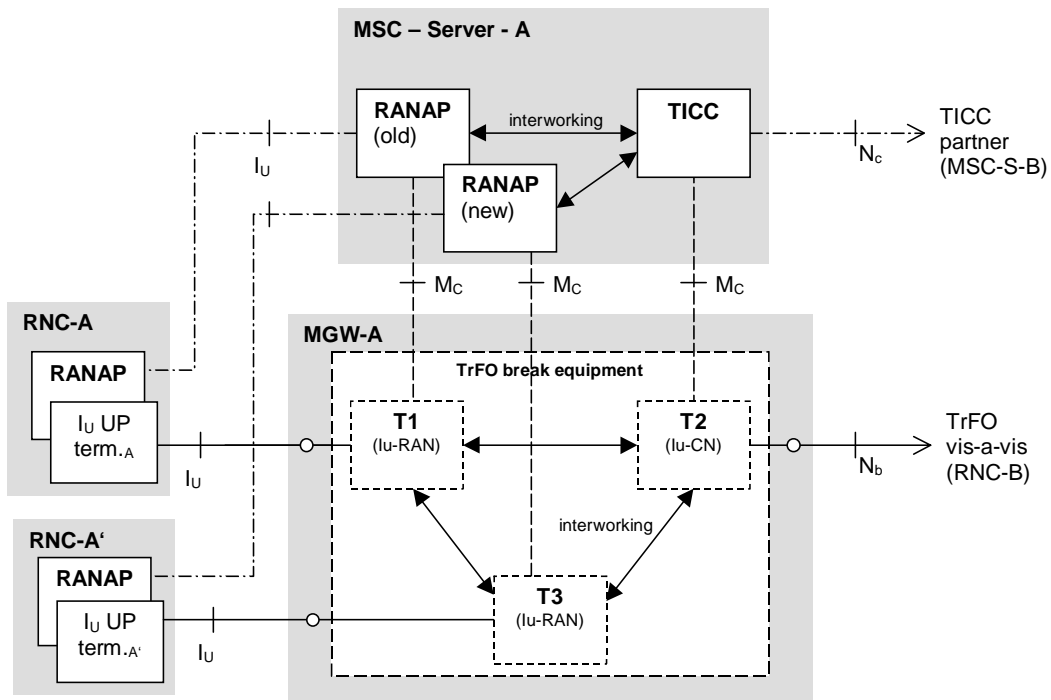 MSC – Server - A
RANAP
(old)
interworking
TICC
TICC
partner
(MSC-S-B)
IU
Nc
RANAP
(new)
IU
MC
MC
MC
RNC-A
RANAP
IU UP
term.A
IU
MGW-A
TrFO break equipment
T1
(Iu-RAN)
T2
(Iu-CN)
Nb
TrFO
vis-a-vis
(RNC-B)
interworking
RNC-A‘
RANAP
IU UP
term.A‘
IU
T3
(Iu-RAN)